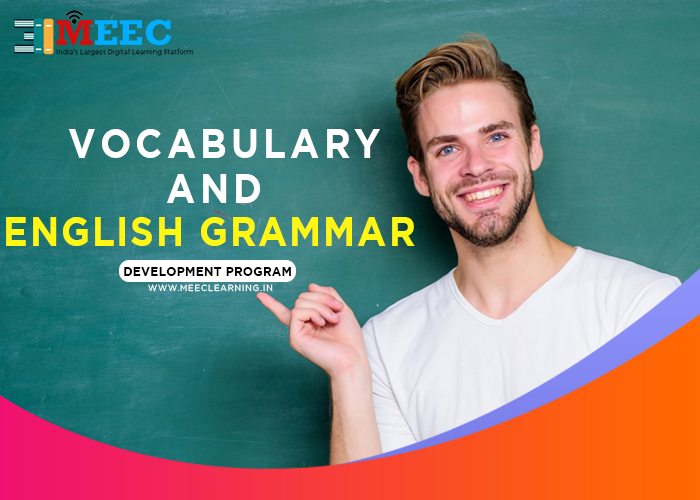 MEEC
India's Largest Digital Learning Platform
VOCABULARY
AND
ENGLISH GRAMMAR
DEVELOPMENT PROGRAM
WWW.MEECLEARNING.IN